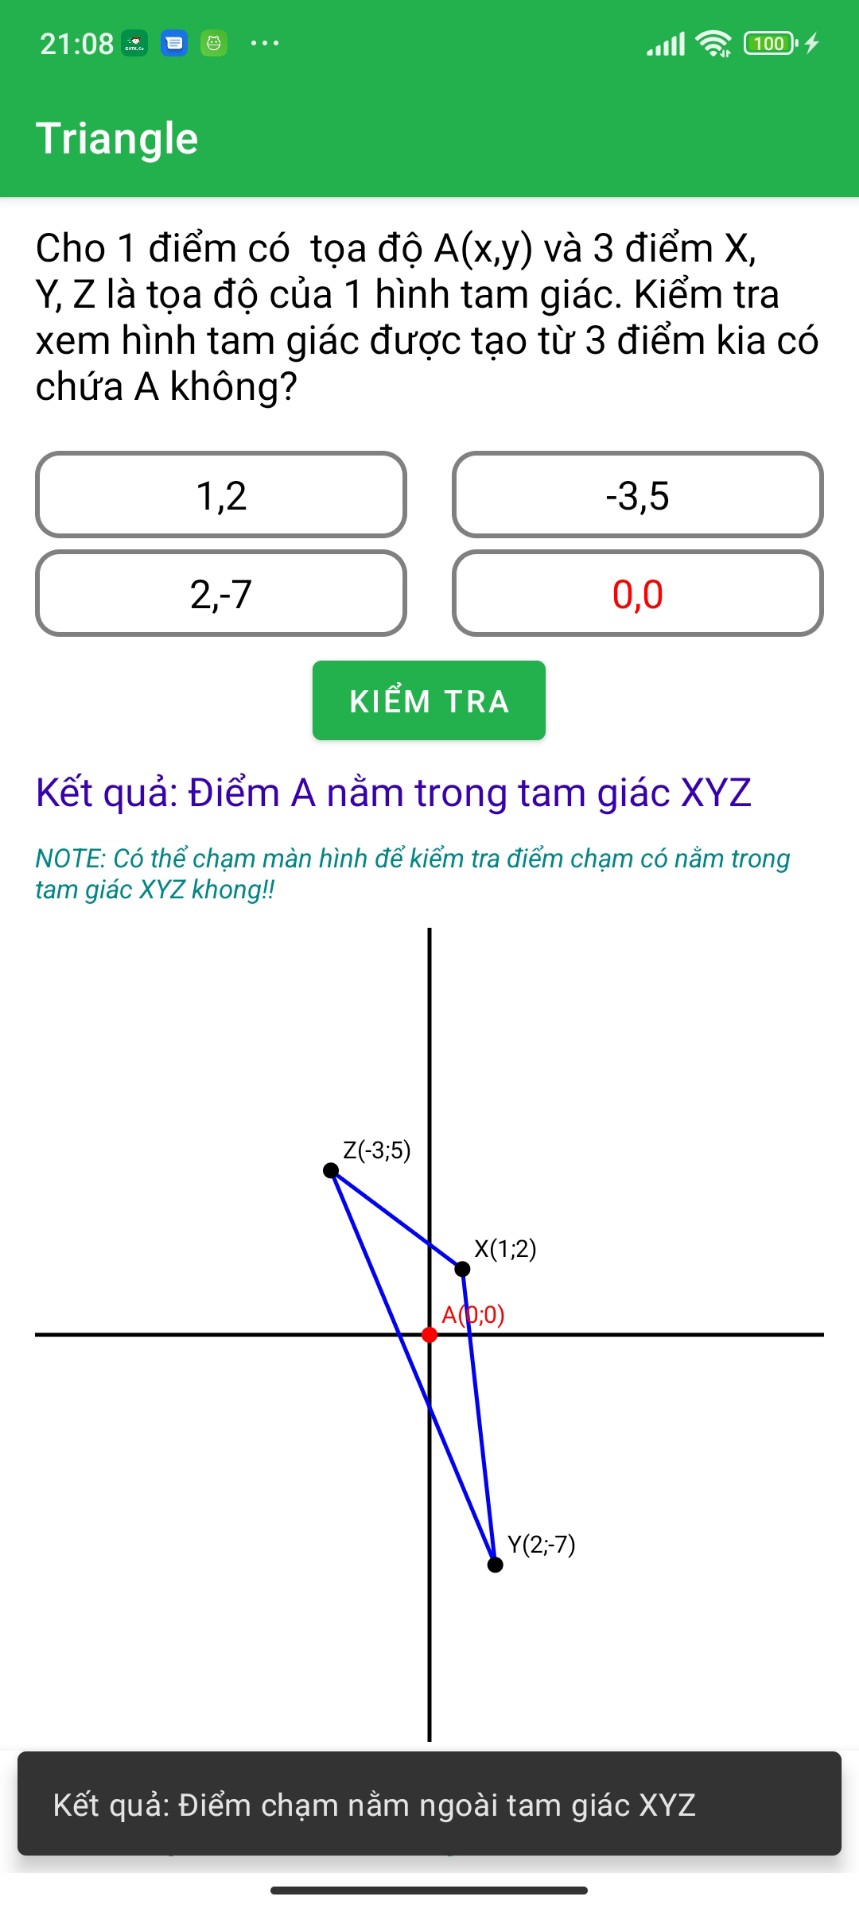 21:08
100
Triangle
Cho 1 điểm có  tọa độ A(x,y) và 3 điểm X,
Y, Z là tọa độ của 1 hình tam giác. Kiểm tra
xem hình tam giác được tạo từ 3 điểm kia có
chứa A không?
1,2
-3,5
2,-7
0,0
KIỂM TRA
Kết quả: Điểm A nằm trong tam giác XYZ
NOTE: Có thể chạm màn hình để kiểm tra điểm chạm có nằm trong
tam giác XYZ khong!!
Z(-3;5)
X(1;2)
A(0;0)
Y(2;-7)
Kết quả: Điểm chạm nằm ngoài tam giác XYZ